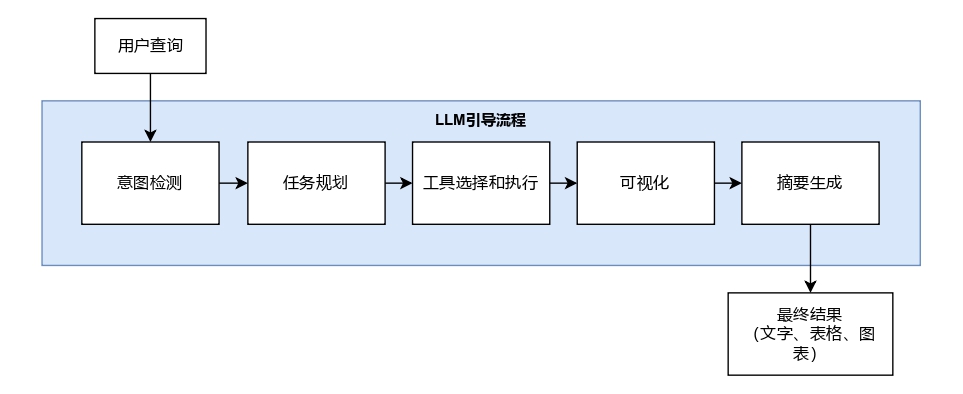 用户查询
LLM引导流程
意图检测
任务规划
工具选择和执行
可视化
摘要生成
最终结果
(文字、表格、图
表)